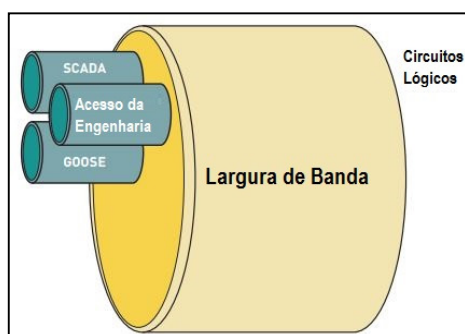 SCADA
Acesso da
Engenharia
GOOSE
Largura de Banda
Circuitos
Lógicos